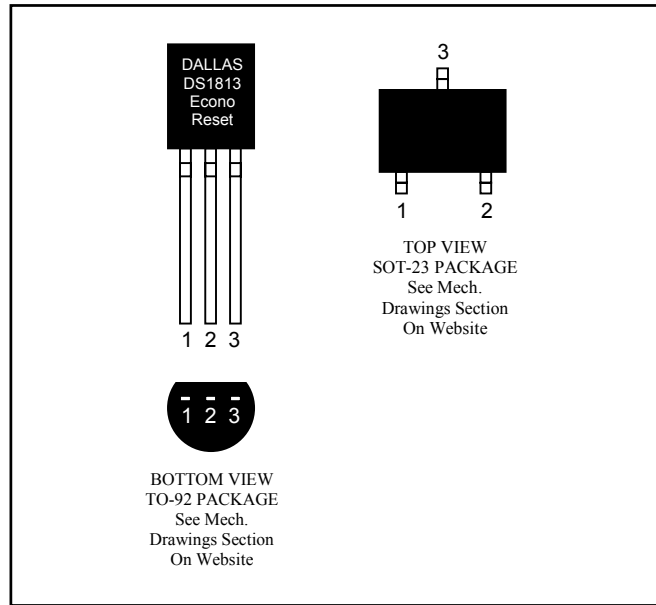 DALLAS
DS1813
Econo
Reset
1 2 3
1 2 3
BOTTOM VIEW
TO-92 PACKAGE
See Mech.
Drawings Section
On Website
3
1 2
TOP VIEW
SOT-23 PACKAGE
See Mech.
Drawings Section
On Website